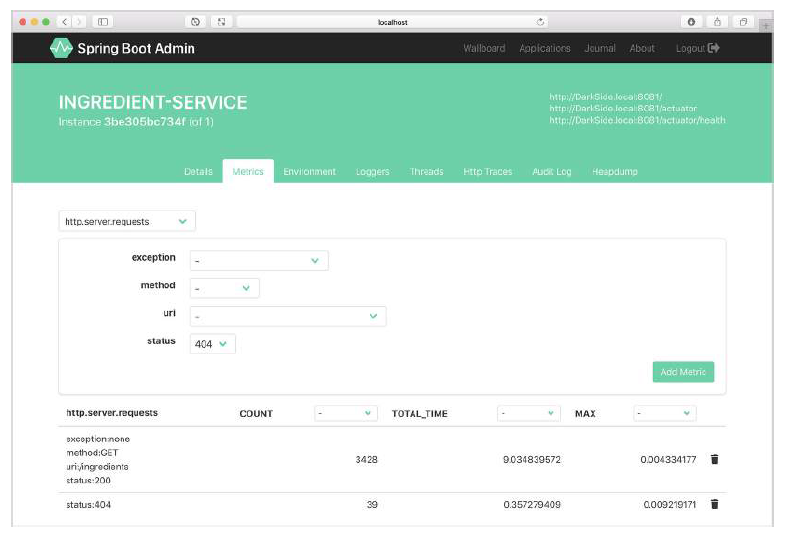 localhost
Spring Boot Admin
Wallboard Applications Journal About Logout
INGREDIENT-SERVICE
Instance 3be305bc734f (of 1)
http://DarkSide.local:8081/
http://DarkSide.local:8081/actuator
http://DarkSide.local:8081/actuator/health
Details Metrics Environment Loggers Threads Http Traces Audit Log Heapdump
http.server.requests
exception -
method -
uri -
status 404
Add Metric
http.server.requests COUNT - TOTAL_TIME - MAX -
exception:none
method:GET
uri:/ingredients
status:200
3428 9.034839572 0.004334177
status:404 39 0.357279409 0.009219171